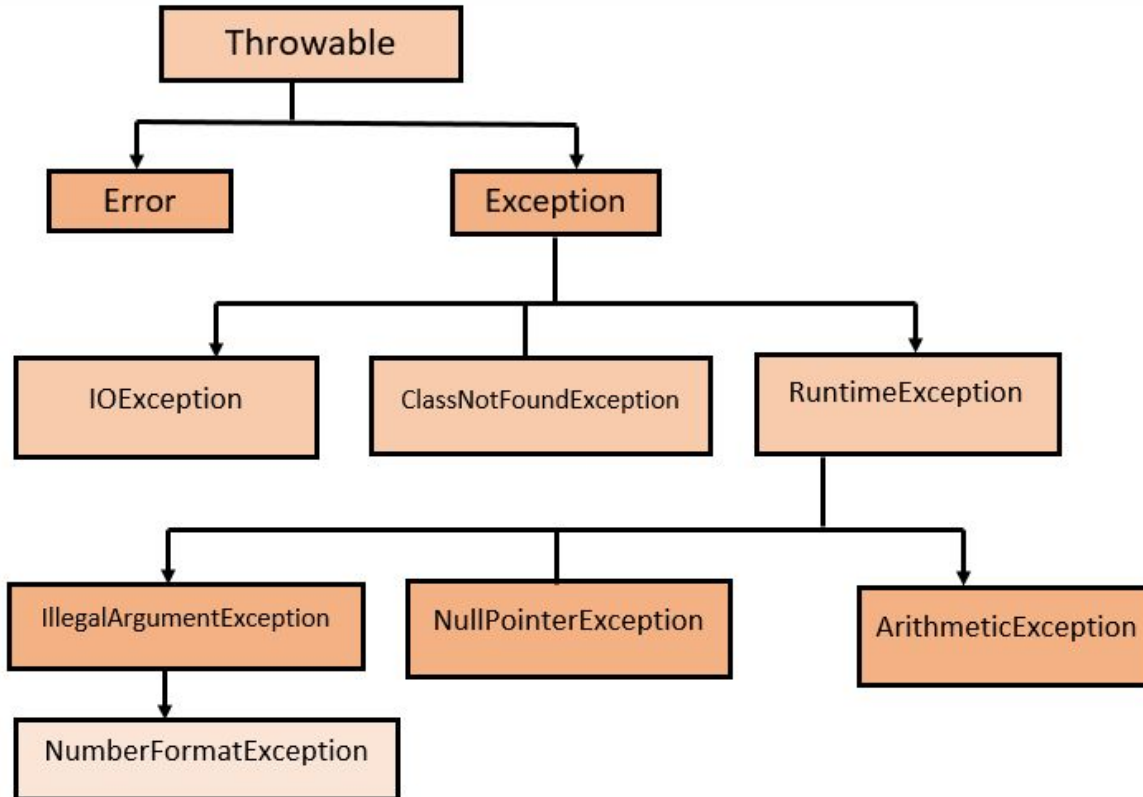 Throwable
Error
Exception
IOException
ClassNotFoundException
RuntimeException
IllegalArgumentException
NullPointerException
ArithmeticException
NumberFormatException